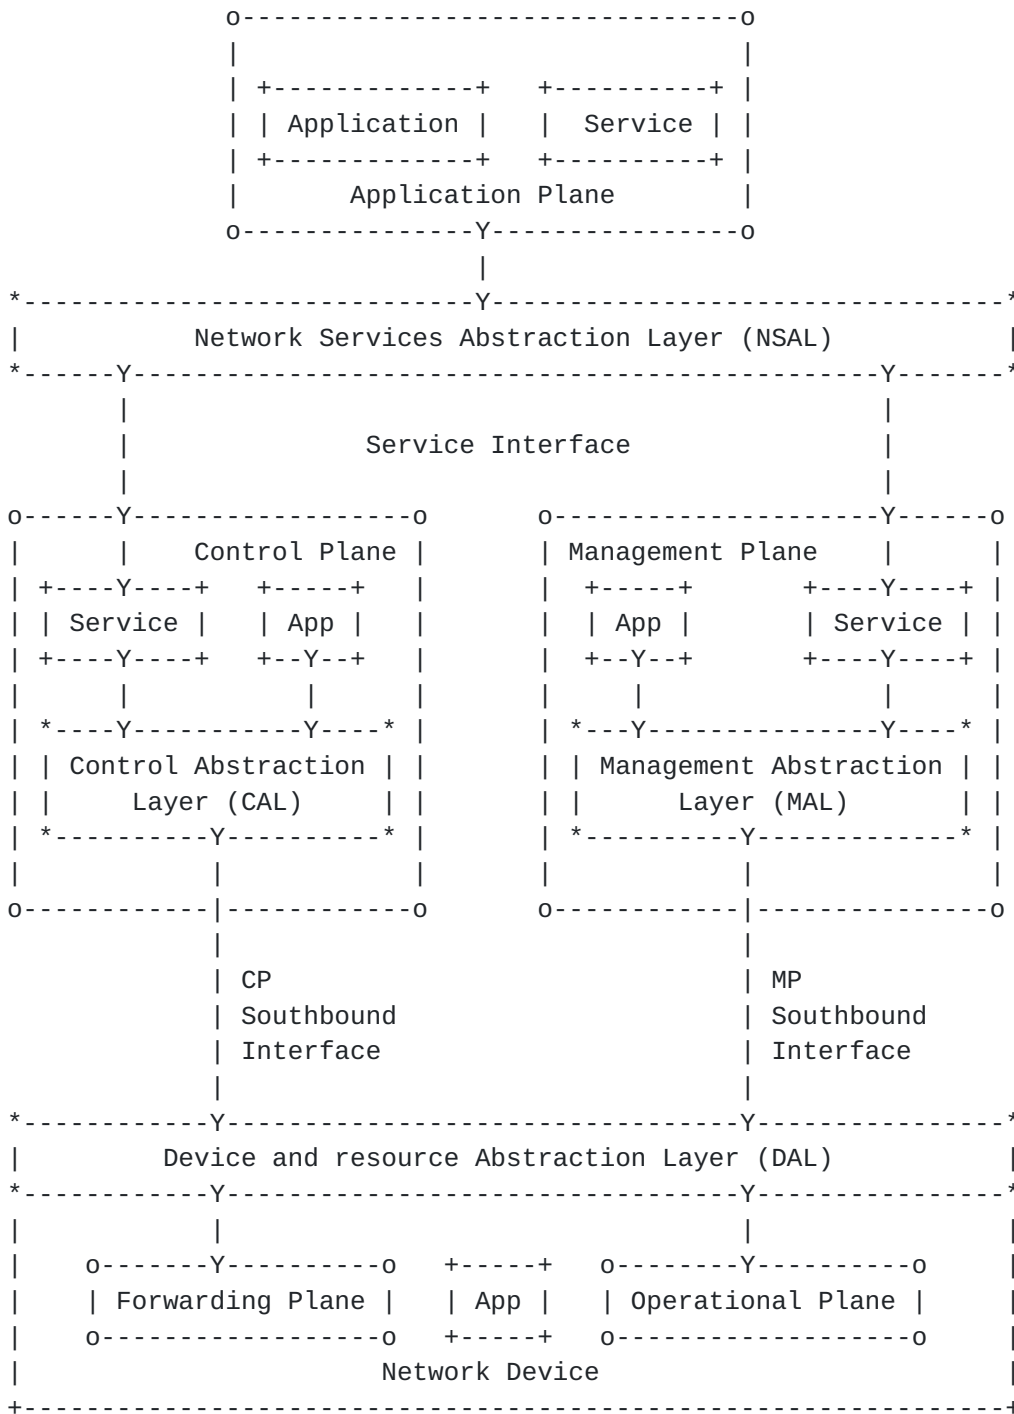 o--------------------------------o
|                                |
| +-------------+   +----------+ |
| | Application |   |  Service | |
| +-------------+   +----------+ |
|       Application Plane        |
o---------------Y----------------o
|
*-----------------------------Y---------------------------------*
|           Network Services Abstraction Layer (NSAL)           |
*------Y------------------------------------------------Y-------*
|                                                |
|               Service Interface                |
|                                                |
o------Y------------------o       o---------------------Y------o
|      |    Control Plane |       | Management Plane    |      |
| +----Y----+   +-----+   |       |  +-----+       +----Y----+ |
| | Service |   | App |   |       |  | App |       | Service | |
| +----Y----+   +--Y--+   |       |  +--Y--+       +----Y----+ |
|      |           |      |       |     |               |      |
| *----Y-----------Y----* |       | *---Y---------------Y----* |
| | Control Abstraction | |       | | Management Abstraction | |
| |     Layer (CAL)     | |       | |      Layer (MAL)       | |
| *----------Y----------* |       | *----------Y-------------* |
|            |            |       |            |               |
o------------|------------o       o------------|---------------o
|                                 |
| CP                              | MP
| Southbound                      | Southbound
| Interface                       | Interface
|                                 |
*------------Y---------------------------------Y----------------*
|         Device and resource Abstraction Layer (DAL)           |
*------------Y---------------------------------Y----------------*
|            |                                 |                |
|    o-------Y----------o   +-----+   o--------Y----------o     |
|    | Forwarding Plane |   | App |   | Operational Plane |     |
|    o------------------o   +-----+   o-------------------o     |
|                       Network Device                          |
+---------------------------------------------------------------+